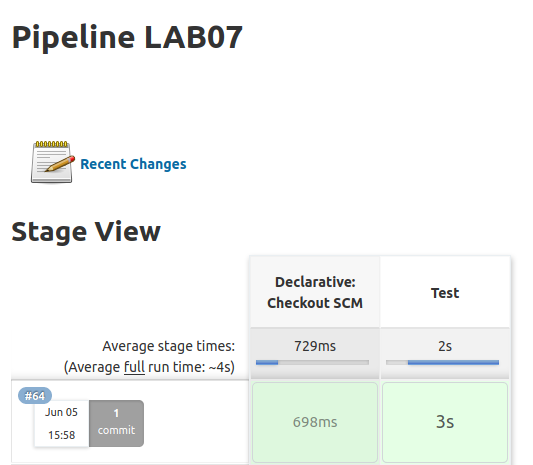 Pipeline LAB07
Recent Changes
Stage View
Declarative:
Checkout SCM
Test
Average stage times:
729ms
2s
(Average full run time: ~4s)
#64
Jun 05
15:58
1
commit
698ms
3s